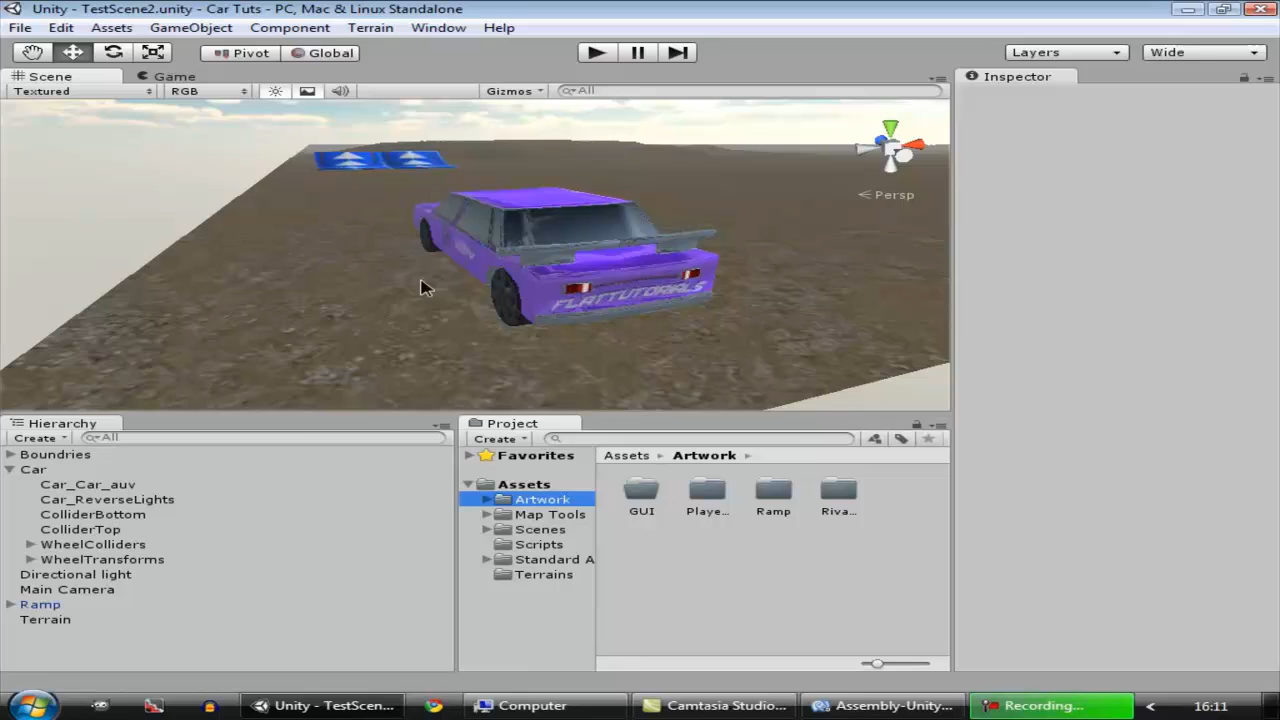 Unity - TestScene2.unity - Car Tuts - PC, Mac & Linux Standalone
File Edit Assets GameObject Component Terrain Window Help
Pivot Global Layers Wide
Scene Game Inspector
Textured RGB Gizmos All
Persp
FLATTUTORIALS
Hierarchy
Create All
Boundries
Car
Car_Car_auv
Car_ReverseLights
ColliderBottom
ColliderTop
WheelColliders
WheelTransforms
Directional light
Main Camera
Ramp
Terrain
Project
Create
Favorites
Assets
Artwork
Map Tools
Scenes
Scripts
Standard A
Terrains
Assets Artwork
GUI Playe... Ramp Riva...
Unity - TestScen... Computer Camtasia Studio... Assembly-Unity... Recording... < 16:11